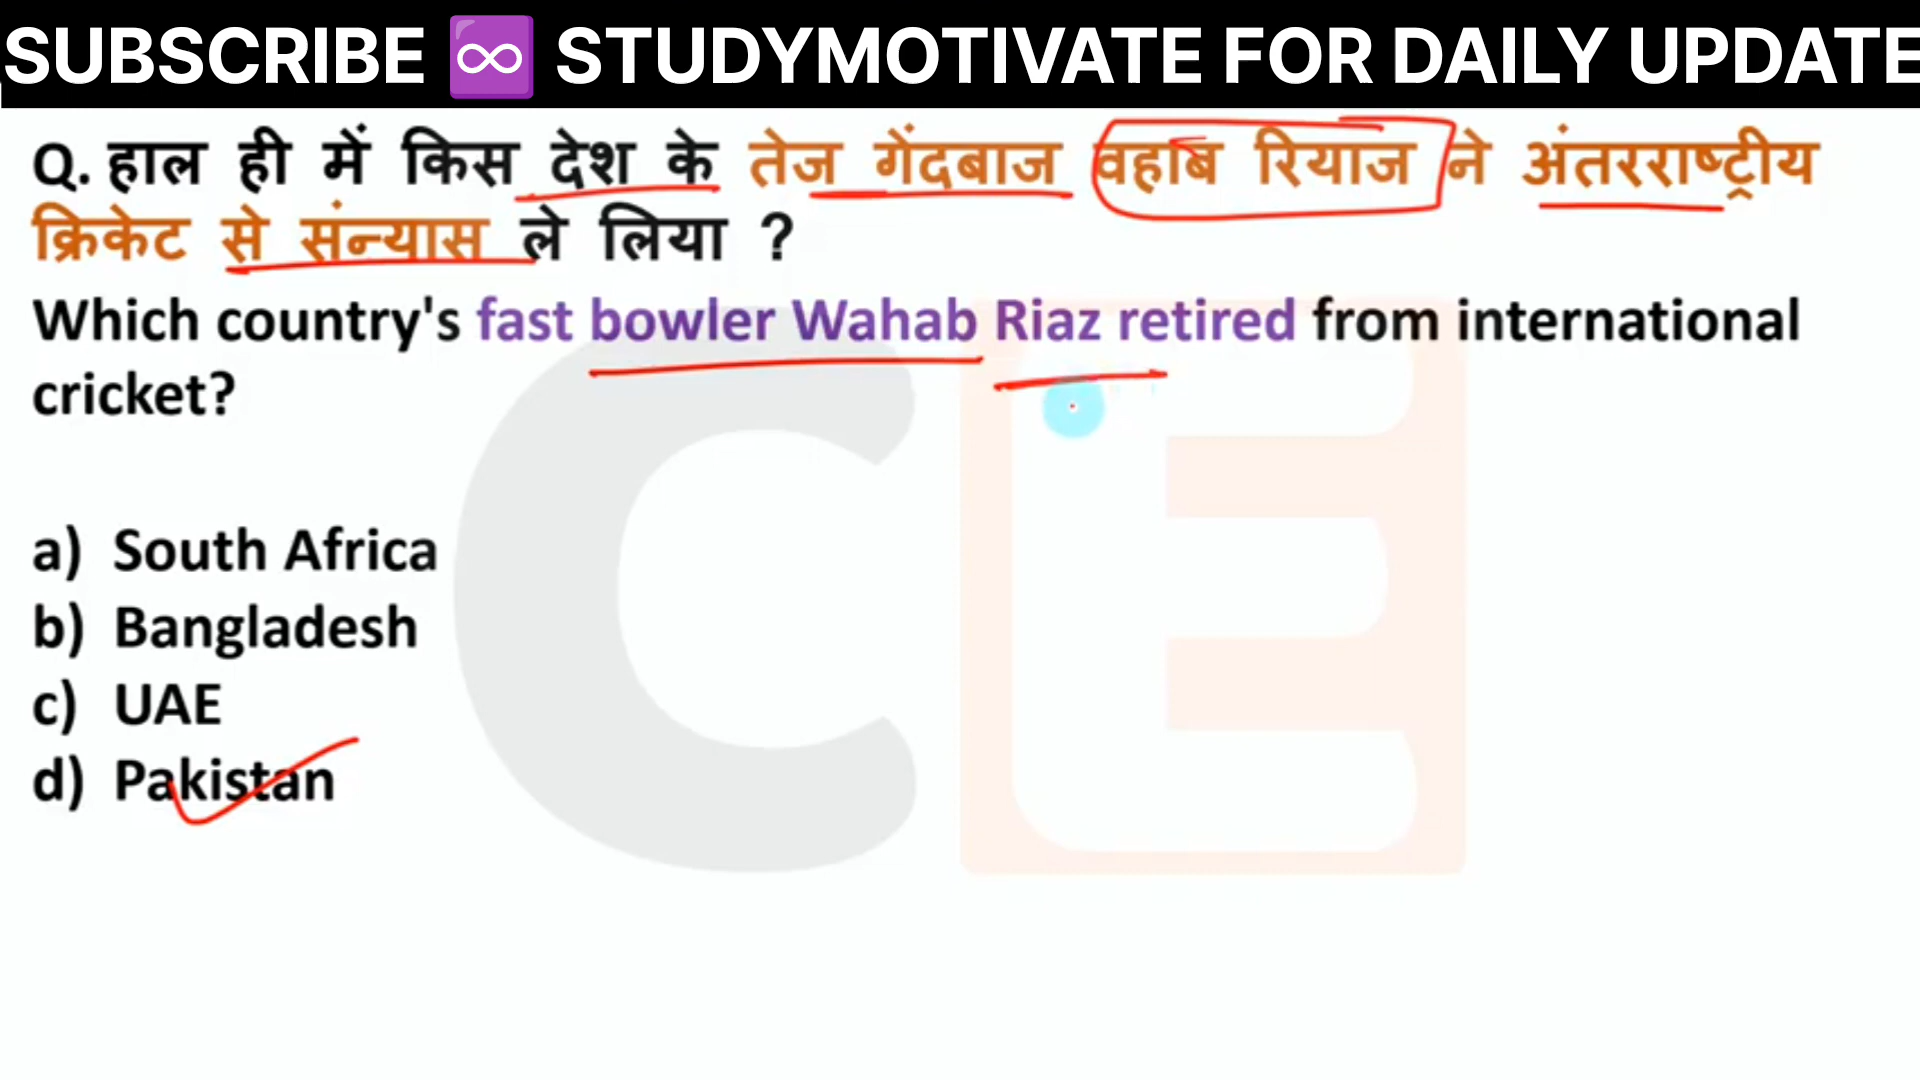 SUBSCRIBE ♾️ STUDYMOTIVATE FOR DAILY UPDATE
Q. हाल ही में किस देश के तेज गेंदबाज वहाब रियाज ने अंतरराष्ट्रीय
क्रिकेट से संन्यास ले लिया ?
Which country's fast bowler Wahab Riaz retired from international
cricket?
a) South Africa
b) Bangladesh
c) UAE
d) Pakistan
CE